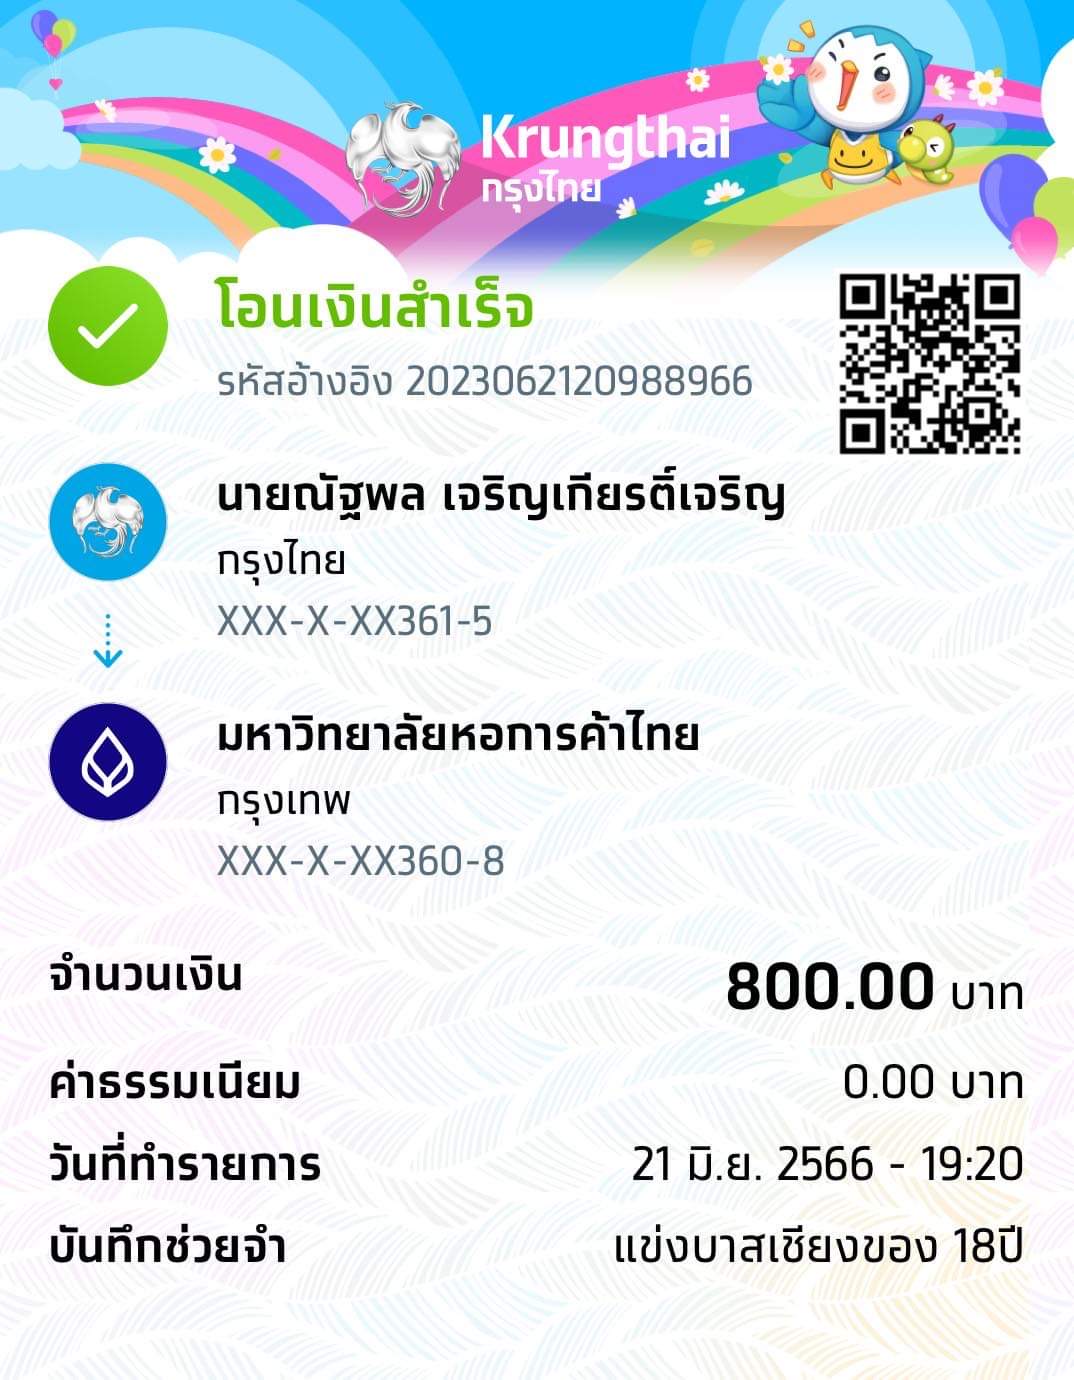 Krungthai
กรุงไทย
โอนเงินสำเร็จ
รหัสอ้างอิง 2023062120988966
นายณัฐพล เจริญเกียรติ์เจริญ
กรุงไทย
XXX-X-XX361-5
มหาวิทยาลัยหอการค้าไทย
กรุงเทพ
XXX-X-XX360-8
จำนวนเงิน 800.00 บาท
ค่าธรรมเนียม 0.00 บาท
วันที่ทำรายการ 21 มิ.ย. 2566 - 19:20
บันทึกช่วยจำ แข่งบาสเชียงของ 18ปี